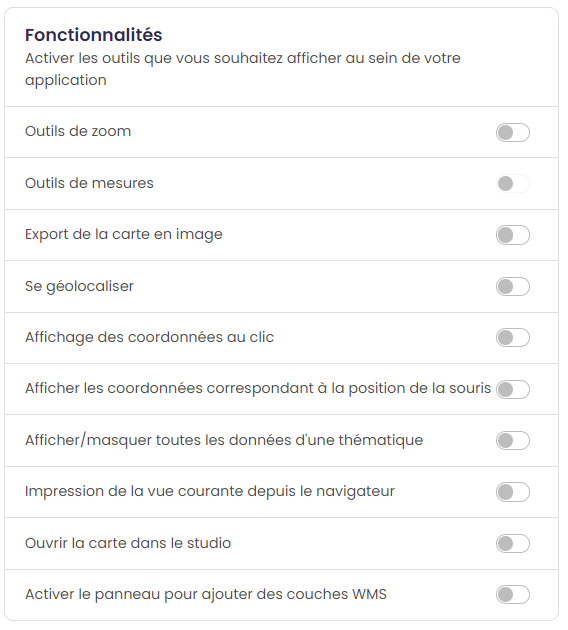 Fonctionnalités
Activer les outils que vous souhaitez afficher au sein de votre
application
Outils de zoom
Outils de mesures
Export de la carte en image
Se géolocaliser
Affichage des coordonnées au clic
Afficher les coordonnées correspondant à la position de la souris
Afficher/masquer toutes les données d'une thématique
Impression de la vue courante depuis le navigateur
Ouvrir la carte dans le studio
Activer le panneau pour ajouter des couches WMS